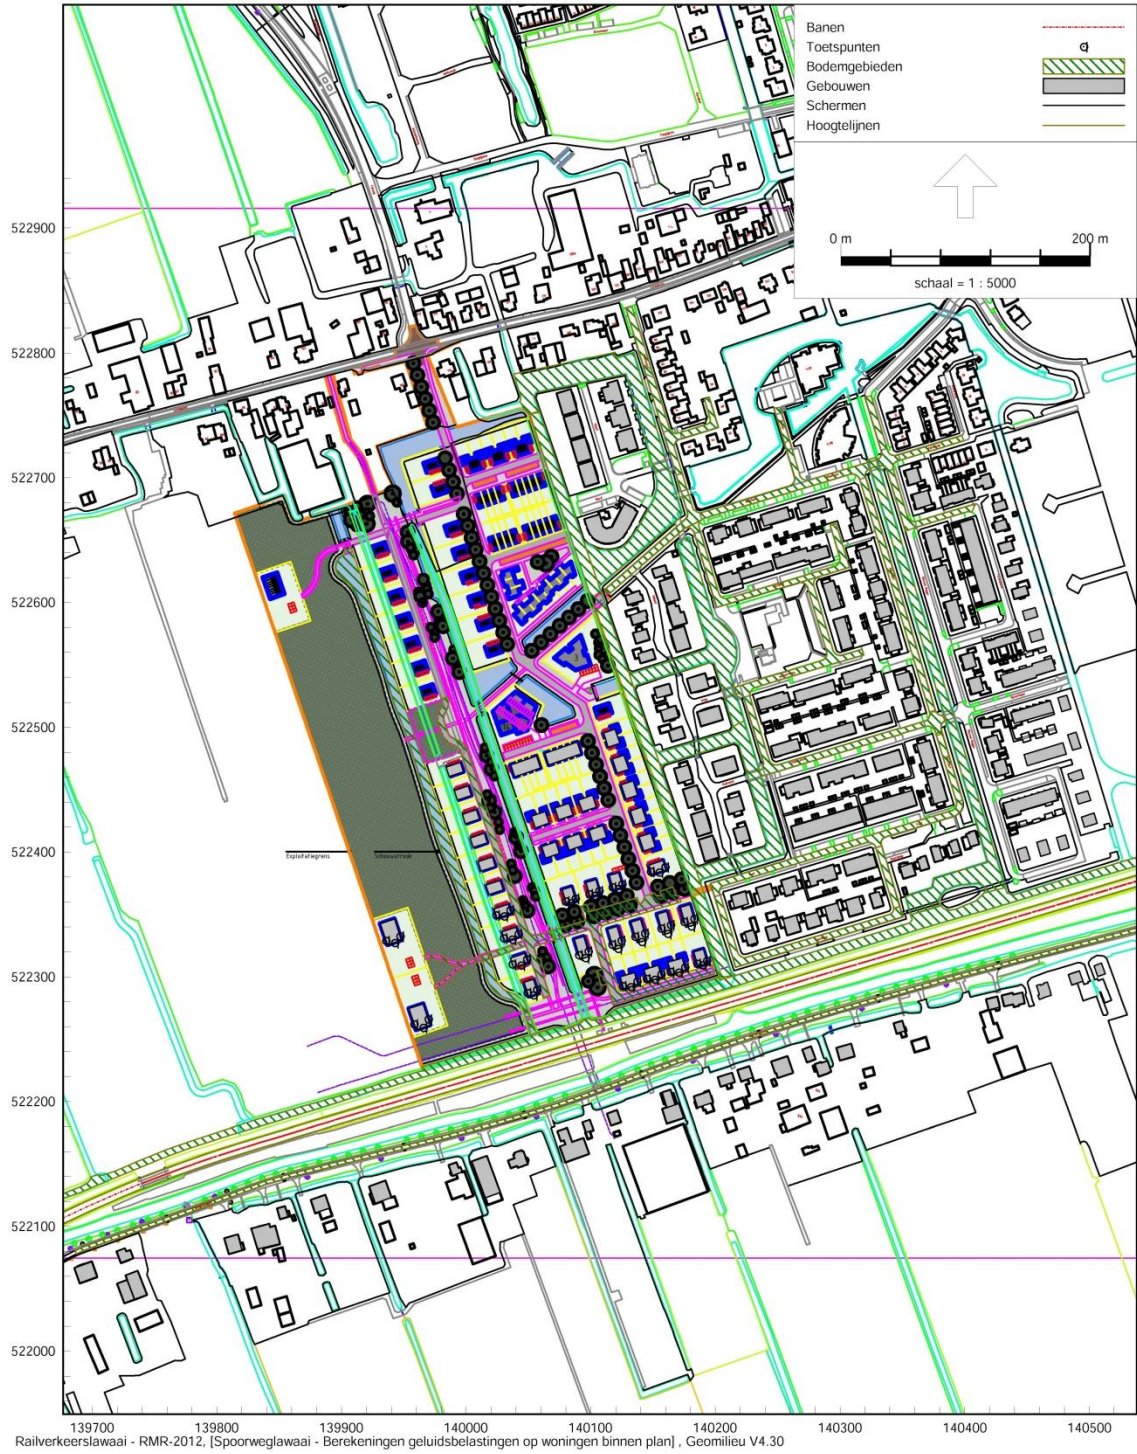 Banen
Toetspunten
Bodemgebieden
Gebouwen
Schermen
Hoogtelijnen
0 m 200 m
schaal = 1 : 5000
522900
522800
522700
522600
522500
522400
Exploitatiegrens Schouwstrook
522300
522200
522100
522000
139700 139800 139900 140000 140100 140200 140300 140400 140500
Railverkeerslawaai - RMR-2012, [Spoorweglawaai - Berekeningen geluidsbelastingen op woningen binnen plan] , Geomilieu V4.30